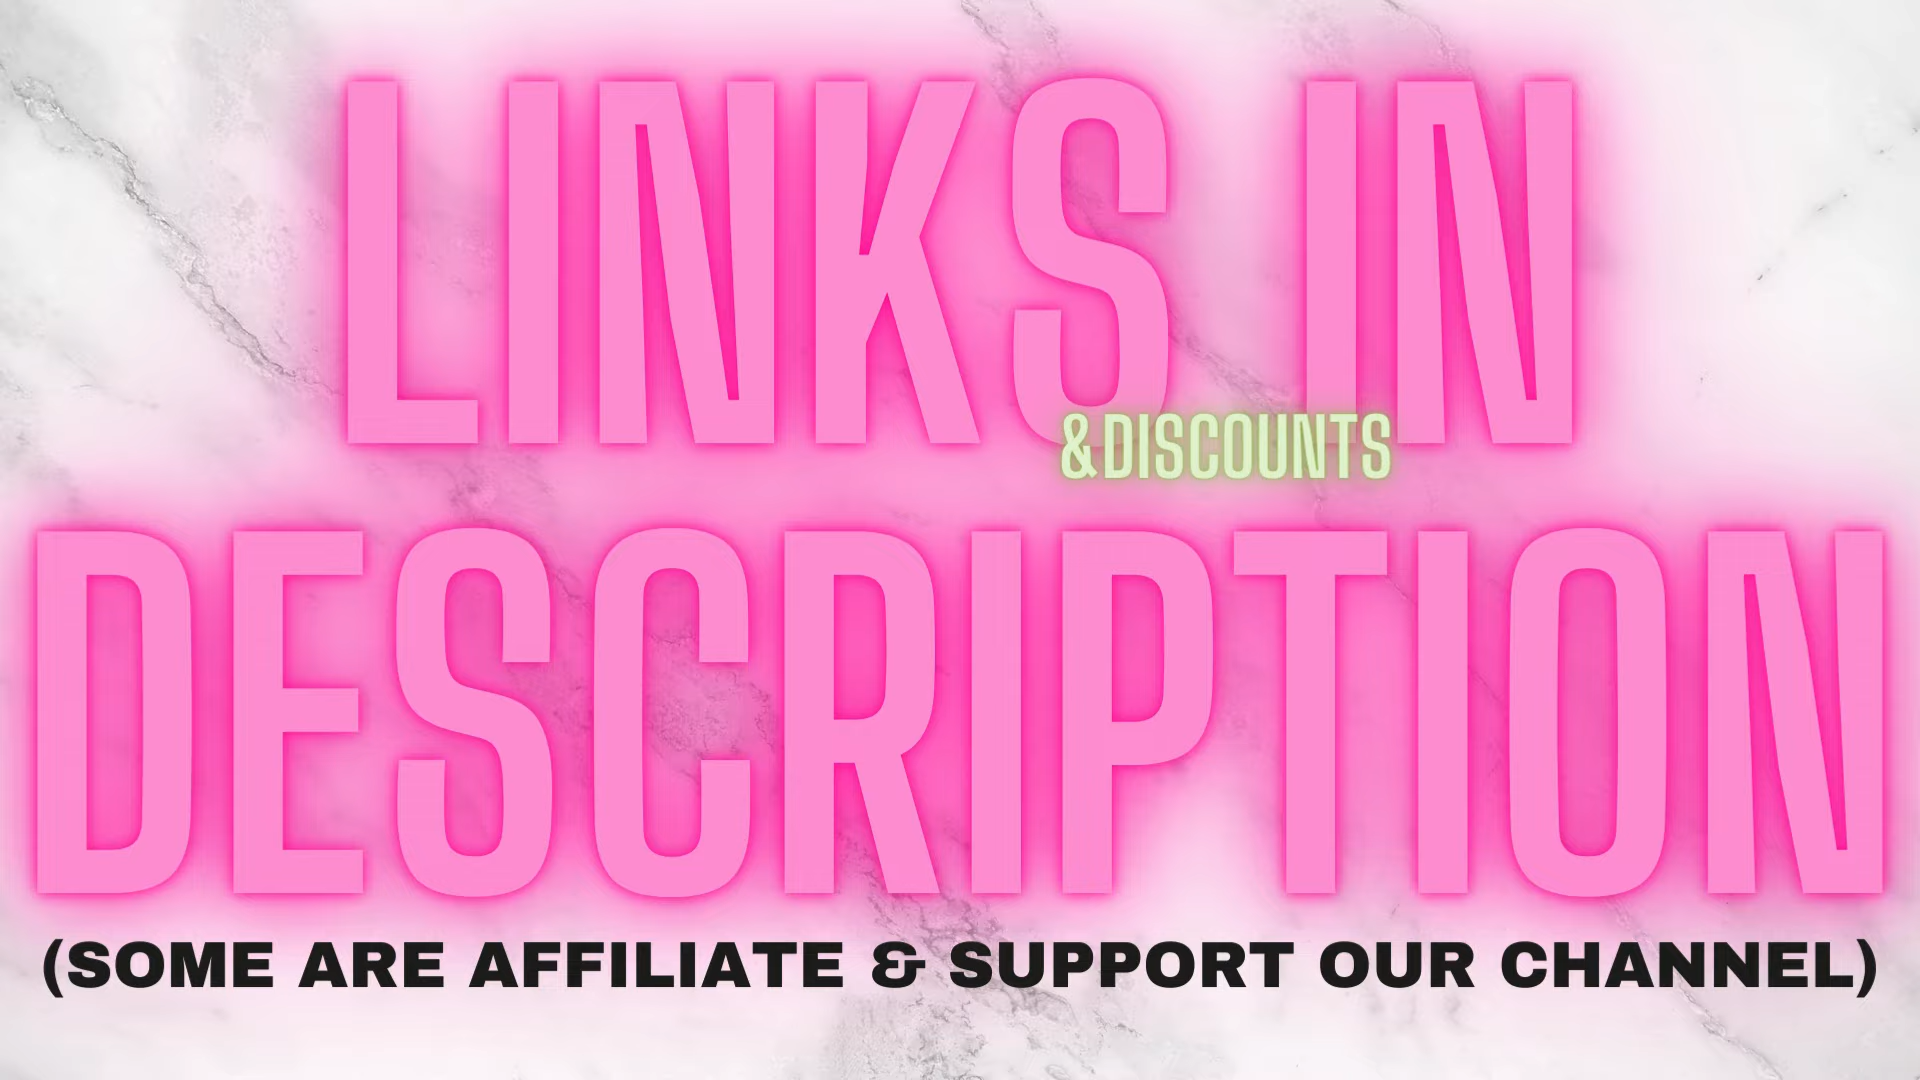 LINKS IN
&DISCOUNTS
DESCRIPTION
(SOME ARE AFFILIATE & SUPPORT OUR CHANNEL)